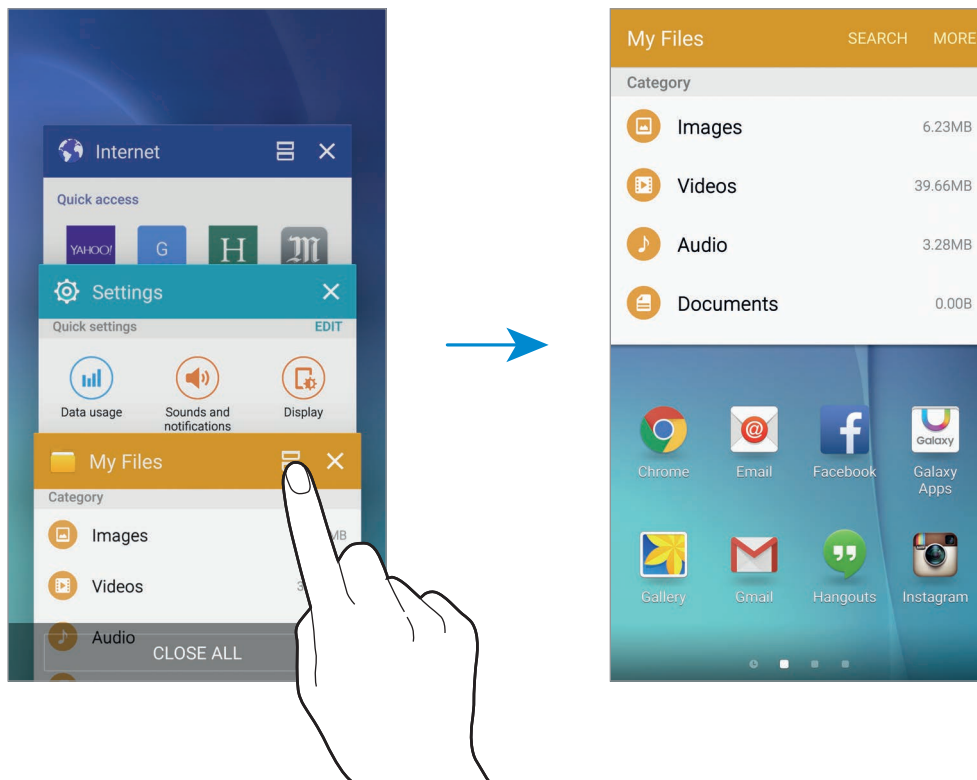 Internet
Quick access
YAHOO!
G
H
M
Settings
Quick settings EDIT
Data usage Sounds and notifications Display
My Files
Category
Images MB
Videos 3
Audio
CLOSE ALL
My Files SEARCH MORE
Category
Images 6.23MB
Videos 39.66MB
Audio 3.28MB
Documents 0.00B
Galaxy
Chrome Email Facebook Galaxy Apps
Gallery Gmail Hangouts Instagram